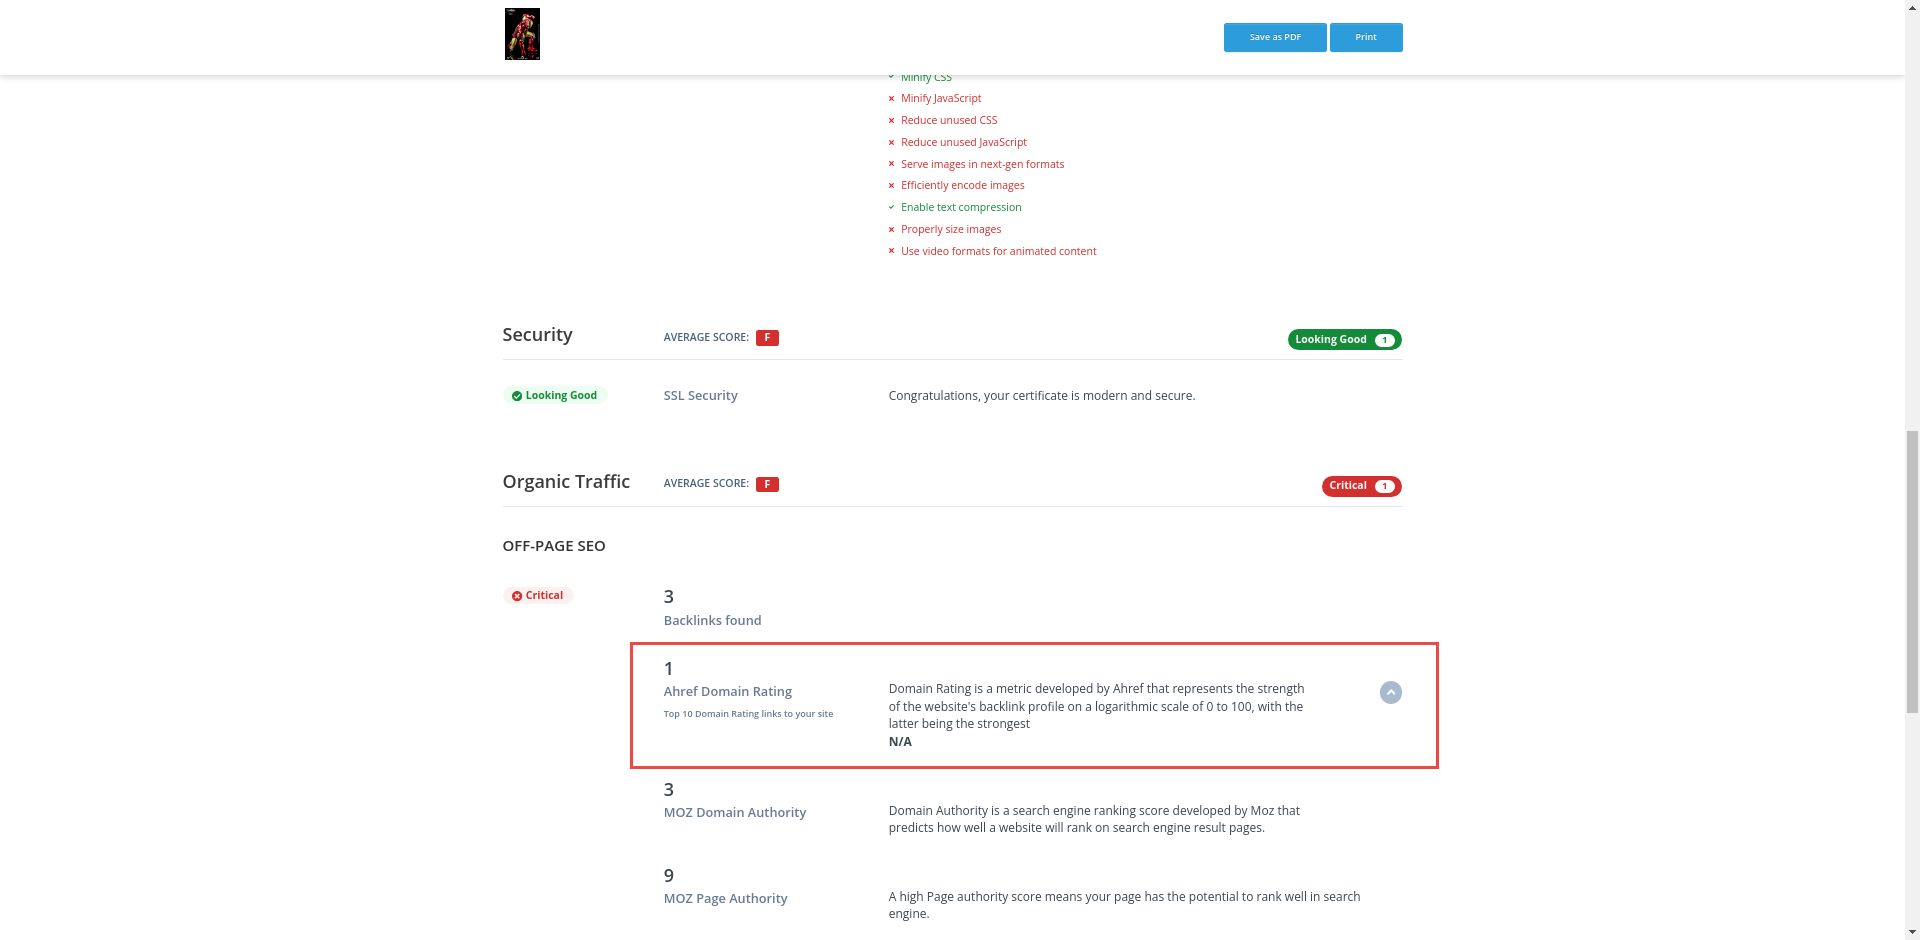 Save as PDF
Print
Minify CSS
Minify JavaScript
Reduce unused CSS
Reduce unused JavaScript
Serve images in next-gen formats
Efficiently encode images
Enable text compression
Properly size images
Use video formats for animated content
Security
AVERAGE SCORE: F
Looking Good 1
Looking Good
SSL Security
Congratulations, your certificate is modern and secure.
Organic Traffic
AVERAGE SCORE: F
Critical 1
OFF-PAGE SEO
Critical
3
Backlinks found
1
Ahref Domain Rating
Top 10 Domain Rating links to your site
Domain Rating is a metric developed by Ahref that represents the strength
of the website's backlink profile on a logarithmic scale of 0 to 100, with the
latter being the strongest
N/A
3
MOZ Domain Authority
Domain Authority is a search engine ranking score developed by Moz that
predicts how well a website will rank on search engine result pages.
9
MOZ Page Authority
A high Page authority score means your page has the potential to rank well in search
engine.